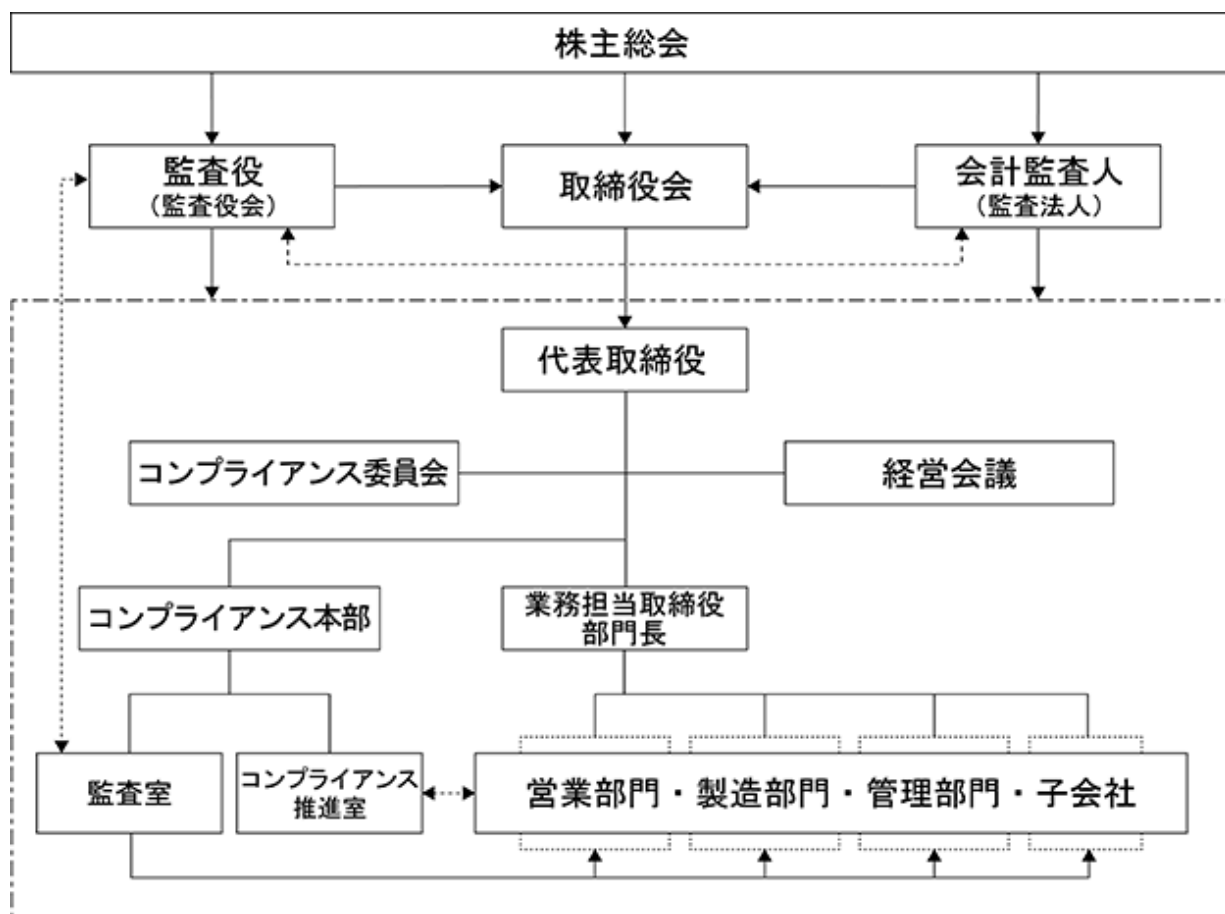 株主総会
監査役
(監査役会)
取締役会
会計監査人
(監査法人)
代表取締役
コンプライアンス委員会
経営会議
コンプライアンス本部
業務担当取締役
部門長
監査室
コンプライアンス
推進室
営業部門・製造部門・管理部門・子会社